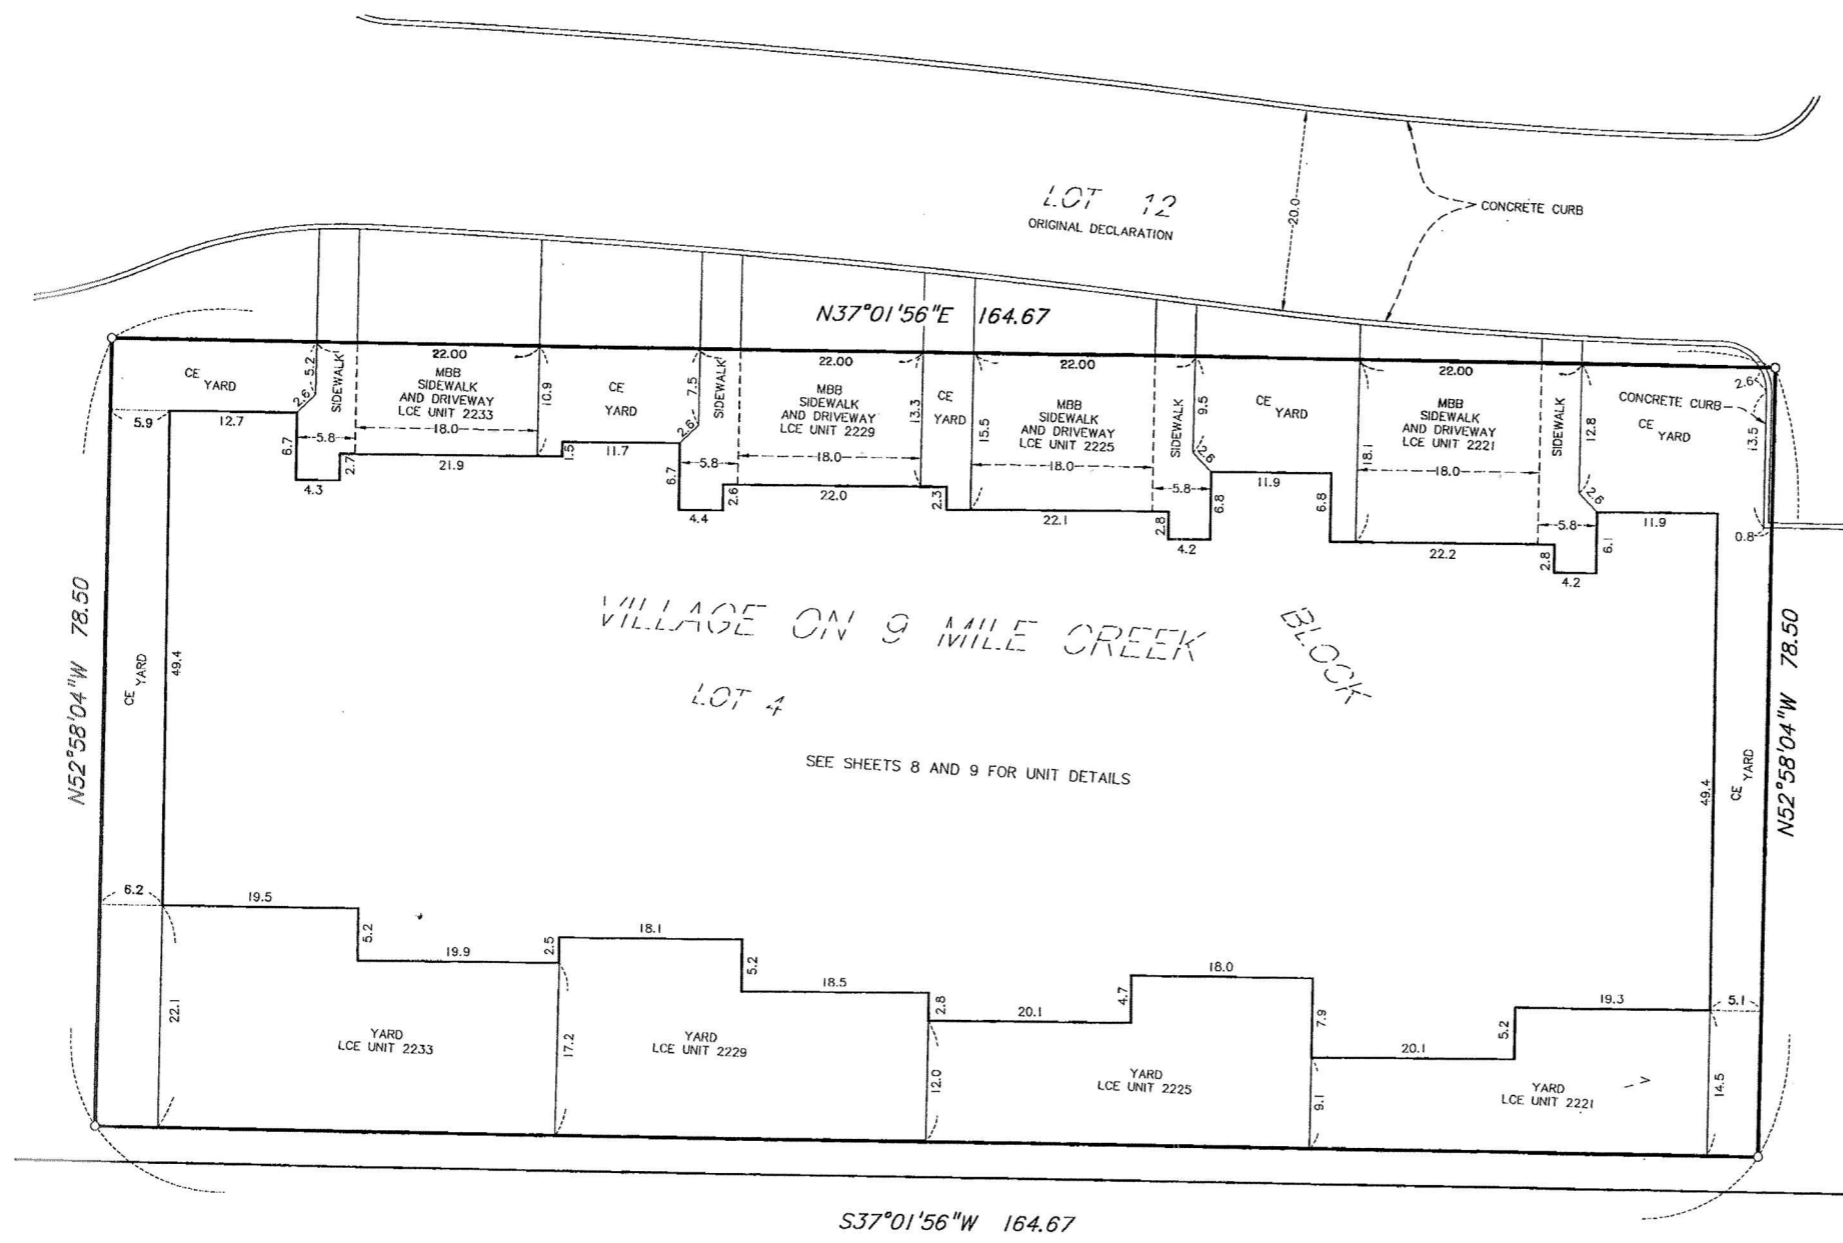 LOT 12
ORIGINAL DECLARATION
20.0
CONCRETE CURB
N37°01'56"E 164.67
CE YARD
5.2
2.6
SIDEWALK
22.00
MBB
SIDEWALK
AND DRIVEWAY
LCE UNIT 2233
18.0
10.9
CE
YARD
7.5
2.6
SIDEWALK
22.00
MBB
SIDEWALK
AND DRIVEWAY
LCE UNIT 2229
18.0
13.3
CE
YARD
15.5
22.00
MBB
SIDEWALK
AND DRIVEWAY
LCE UNIT 2225
18.0
SIDEWALK
9.5
2.6
CE
YARD
18.1
22.00
MBB
SIDEWALK
AND DRIVEWAY
LCE UNIT 2221
18.0
SIDEWALK
12.8
2.6
CONCRETE CURB
CE YARD
2.6
13.5
0.8
5.9
12.7
6.7
5.8
4.3
2.7
21.9
1.5
11.7
6.7
5.8
4.4
2.6
22.0
2.3
22.1
2.8
5.8
4.2
6.8
11.9
6.8
22.2
2.8
5.8
4.2
6.1
11.9
N52°58'04"W 78.50
CE YARD
49.4
VILLAGE ON 9 MILE CREEK
BLOCK
LOT 4
SEE SHEETS 8 AND 9 FOR UNIT DETAILS
49.4
CE YARD
N52°58'04"W 78.50
6.2
19.5
5.2
19.9
2.5
18.1
5.2
18.5
2.8
20.1
4.7
18.0
7.9
20.1
5.2
19.3
5.1
22.1
YARD
LCE UNIT 2233
17.2
YARD
LCE UNIT 2229
12.0
YARD
LCE UNIT 2225
9.1
YARD
LCE UNIT 2221
14.5
S37°01'56"W 164.67